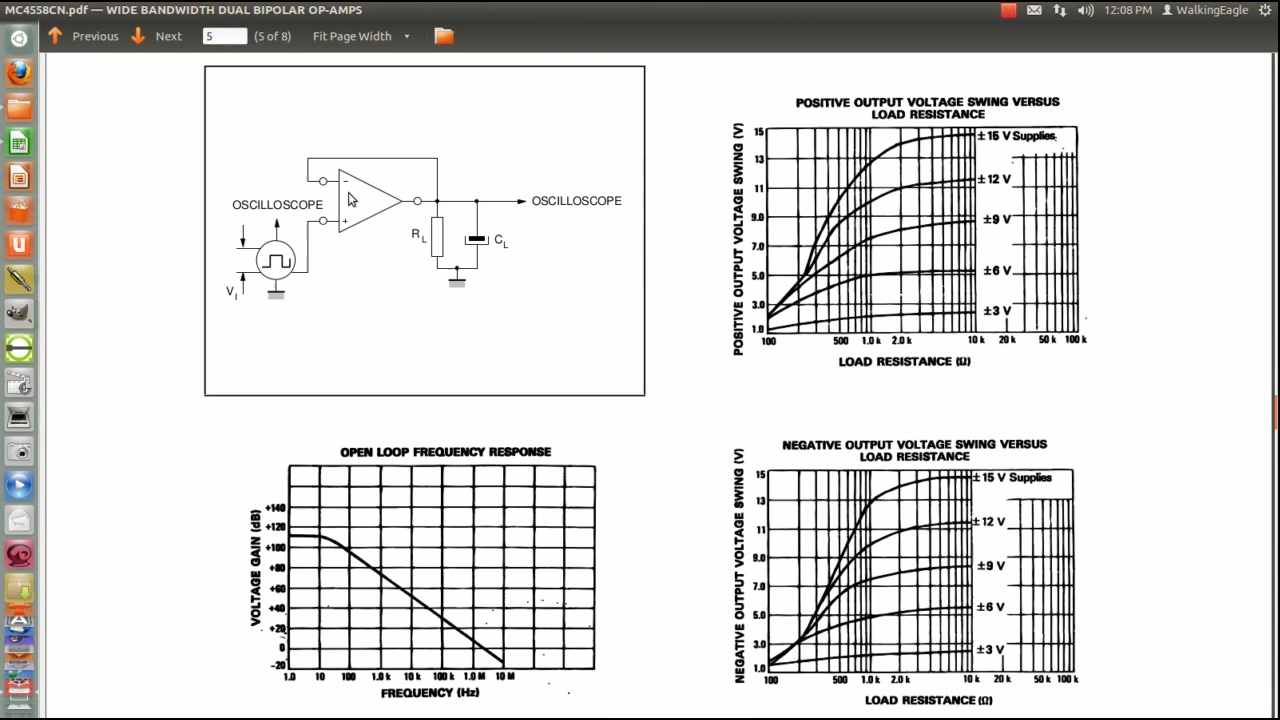 MC4558CN.pdf — WIDE BANDWIDTH DUAL BIPOLAR OP-AMPS
12:08 PM
WalkingEagle
Previous
Next
5
(5 of 8)
Fit Page Width
OSCILLOSCOPE
−
+
VI
RL
CL
OSCILLOSCOPE
POSITIVE OUTPUT VOLTAGE SWING VERSUS
LOAD RESISTANCE
POSITIVE OUTPUT VOLTAGE SWING (V)
15
13
11
9.0
7.0
5.0
3.0
1.0
± 15 V Supplies
± 12 V
±9 V
±6 V
±3 V
100 500 1.0 k 2.0 k 10 k 20 k 50 k 100 k
LOAD RESISTANCE (Ω)
OPEN LOOP FREQUENCY RESPONSE
VOLTAGE GAIN (dB)
+140
+120
+100
+80
+60
+40
+20
0
−20
1.0 10 100 1.0 k 10 k 100 k 1.0 M 10 M
FREQUENCY (Hz)
NEGATIVE OUTPUT VOLTAGE SWING VERSUS
LOAD RESISTANCE
NEGATIVE OUTPUT VOLTAGE SWING (V)
15
13
11
9.0
7.0
5.0
3.0
1.0
± 15 V Supplies
± 12 V
±9 V
±6 V
±3 V
100 500 1.0 k 2.0 k 10 k 20 k 50 k 100 k
LOAD RESISTANCE (Ω)